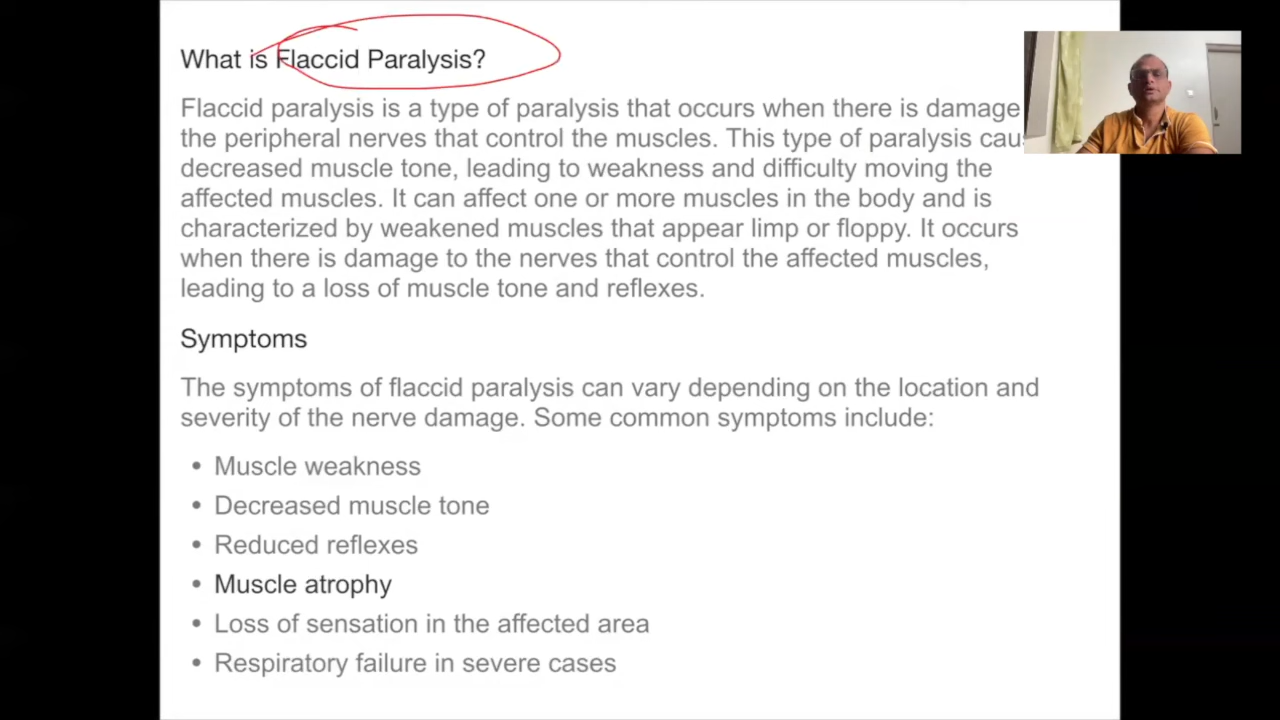 What is Flaccid Paralysis?
Flaccid paralysis is a type of paralysis that occurs when there is damage
the peripheral nerves that control the muscles. This type of paralysis
decreased muscle tone, leading to weakness and difficulty moving the
affected muscles. It can affect one or more muscles in the body and is
characterized by weakened muscles that appear limp or floppy. It occurs
when there is damage to the nerves that control the affected muscles,
leading to a loss of muscle tone and reflexes.
Symptoms
The symptoms of flaccid paralysis can vary depending on the location and
severity of the nerve damage. Some common symptoms include:
• Muscle weakness
• Decreased muscle tone
• Reduced reflexes
• Muscle atrophy
• Loss of sensation in the affected area
• Respiratory failure in severe cases